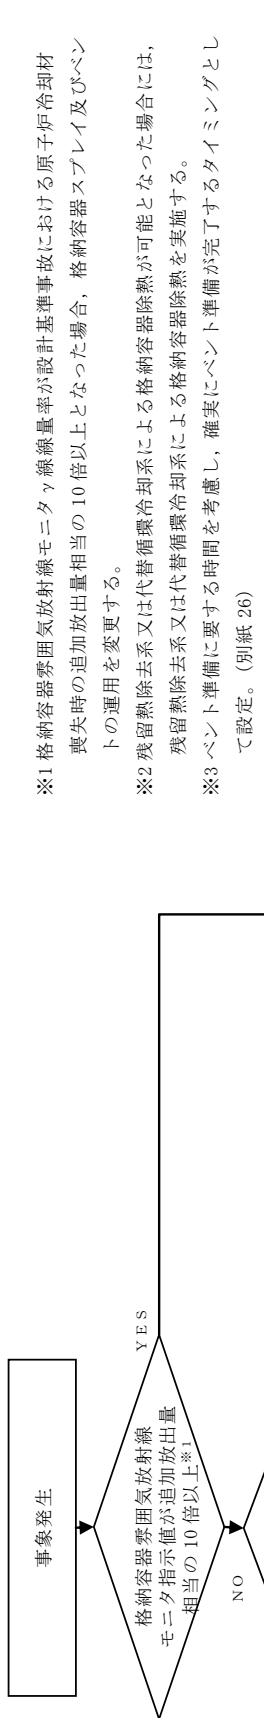 事象発生
格納容器雰囲気放射線
モニタ指示値が追加放出量
相当の 10 倍以上※1
YES
NO
※1 格納容器雰囲気放射線モニタ γ 線線量率が設計基準事故における原子炉冷却材
喪失時の追加放出量相当の 10 倍以上となった場合，格納容器スプレイ及びベン
トの運用を変更する。
※2 残留熱除去系又は代替循環冷却系による格納容器除熱が可能となった場合には，
残留熱除去系又は代替循環冷却系による格納容器除熱を実施する。
※3 ベント準備に要する時間を考慮し，確実にベント準備が完了するタイミングとし
て設定。（別紙 26）